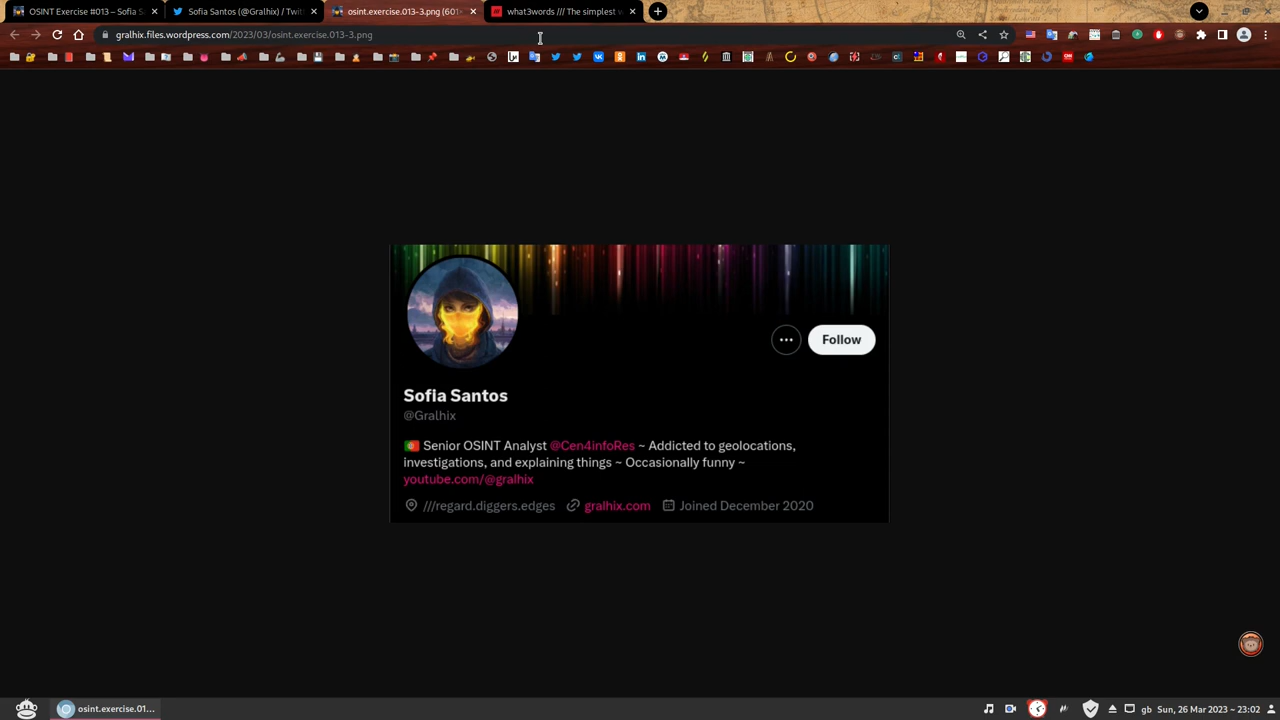 OSINT Exercise #013 – Sofia S
Sofia Santos (@Gralhix) / Twit
osint.exercise.013-3.png (601
what3words /// The simplest w
gralhix.files.wordpress.com/2023/03/osint.exercise.013-3.png
Follow
Sofia Santos
@Gralhix
Senior OSINT Analyst @Cen4infoRes ~ Addicted to geolocations,
investigations, and explaining things ~ Occasionally funny ~
youtube.com/@gralhix
///regard.diggers.edges gralhix.com Joined December 2020
osint.exercise.01...
gb Sun, 26 Mar 2023 ~ 23:02